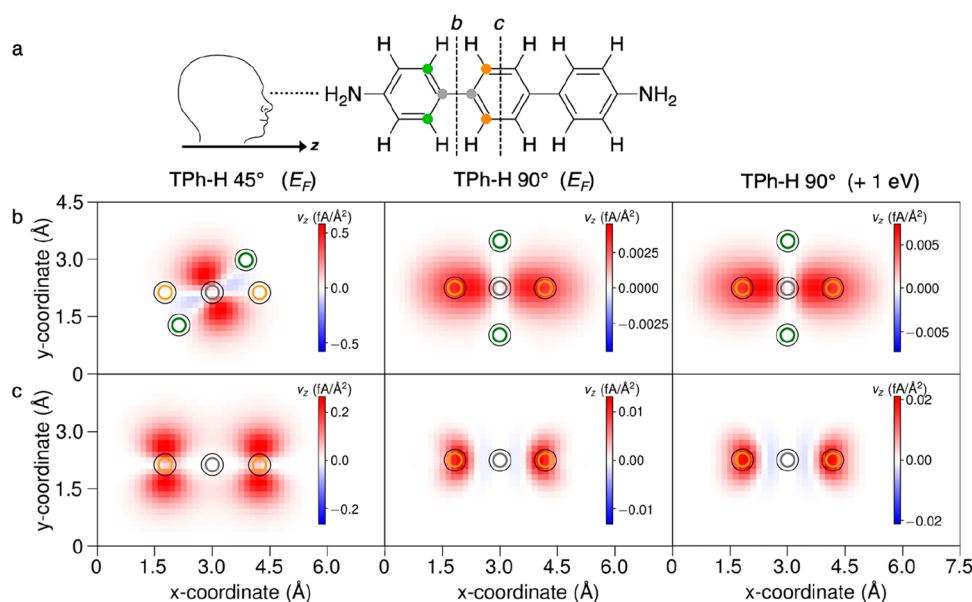 a
b c
H H H H H H
H₂N NH₂
H H H H H H
z
TPh-H 45° (E_F) TPh-H 90° (E_F) TPh-H 90° (+ 1 eV)
b
y-coordinate (Å)
4.5
3.0
1.5
0
v_z (fA/Å²)
0.5
0.0
−0.5
v_z (fA/Å²)
0.0025
0.0000
−0.0025
v_z (fA/Å²)
0.005
0.000
−0.005
c
y-coordinate (Å)
3.0
1.5
0
v_z (fA/Å²)
0.2
0.0
−0.2
v_z (fA/Å²)
0.01
0.00
−0.01
v_z (fA/Å²)
0.02
0.00
−0.02
0 1.5 3.0 4.5 6.0 0 1.5 3.0 4.5 6.0 0 1.5 3.0 4.5 6.0 7.5
x-coordinate (Å) x-coordinate (Å) x-coordinate (Å)